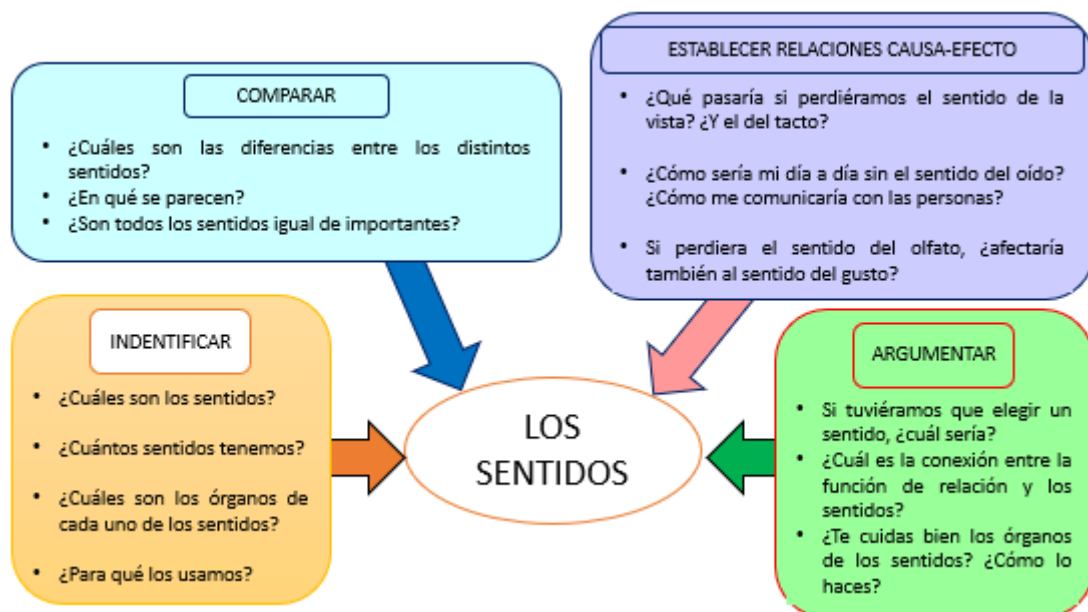 COMPARAR
• ¿Cuáles son las diferencias entre los distintos
sentidos?
• ¿En qué se parecen?
• ¿Son todos los sentidos igual de importantes?
ESTABLECER RELACIONES CAUSA-EFECTO
• ¿Qué pasaría si perdiéramos el sentido de la
vista? ¿Y el del tacto?
• ¿Cómo sería mi día a día sin el sentido del oído?
¿Cómo me comunicaría con las personas?
• Si perdiera el sentido del olfato, ¿afectaría
también al sentido del gusto?
INDENTIFICAR
• ¿Cuáles son los sentidos?
• ¿Cuántos sentidos tenemos?
• ¿Cuáles son los órganos de
cada uno de los sentidos?
• ¿Para qué los usamos?
LOS
SENTIDOS
ARGUMENTAR
• Si tuviéramos que elegir un
sentido, ¿cuál sería?
• ¿Cuál es la conexión entre la
función de relación y los
sentidos?
• ¿Te cuidas bien los órganos
de los sentidos? ¿Cómo lo
haces?